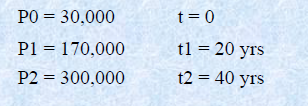 P0 = 30,000 t = 0
P1 = 170,000 t1 = 20 yrs
P2 = 300,000 t2 = 40 yrs